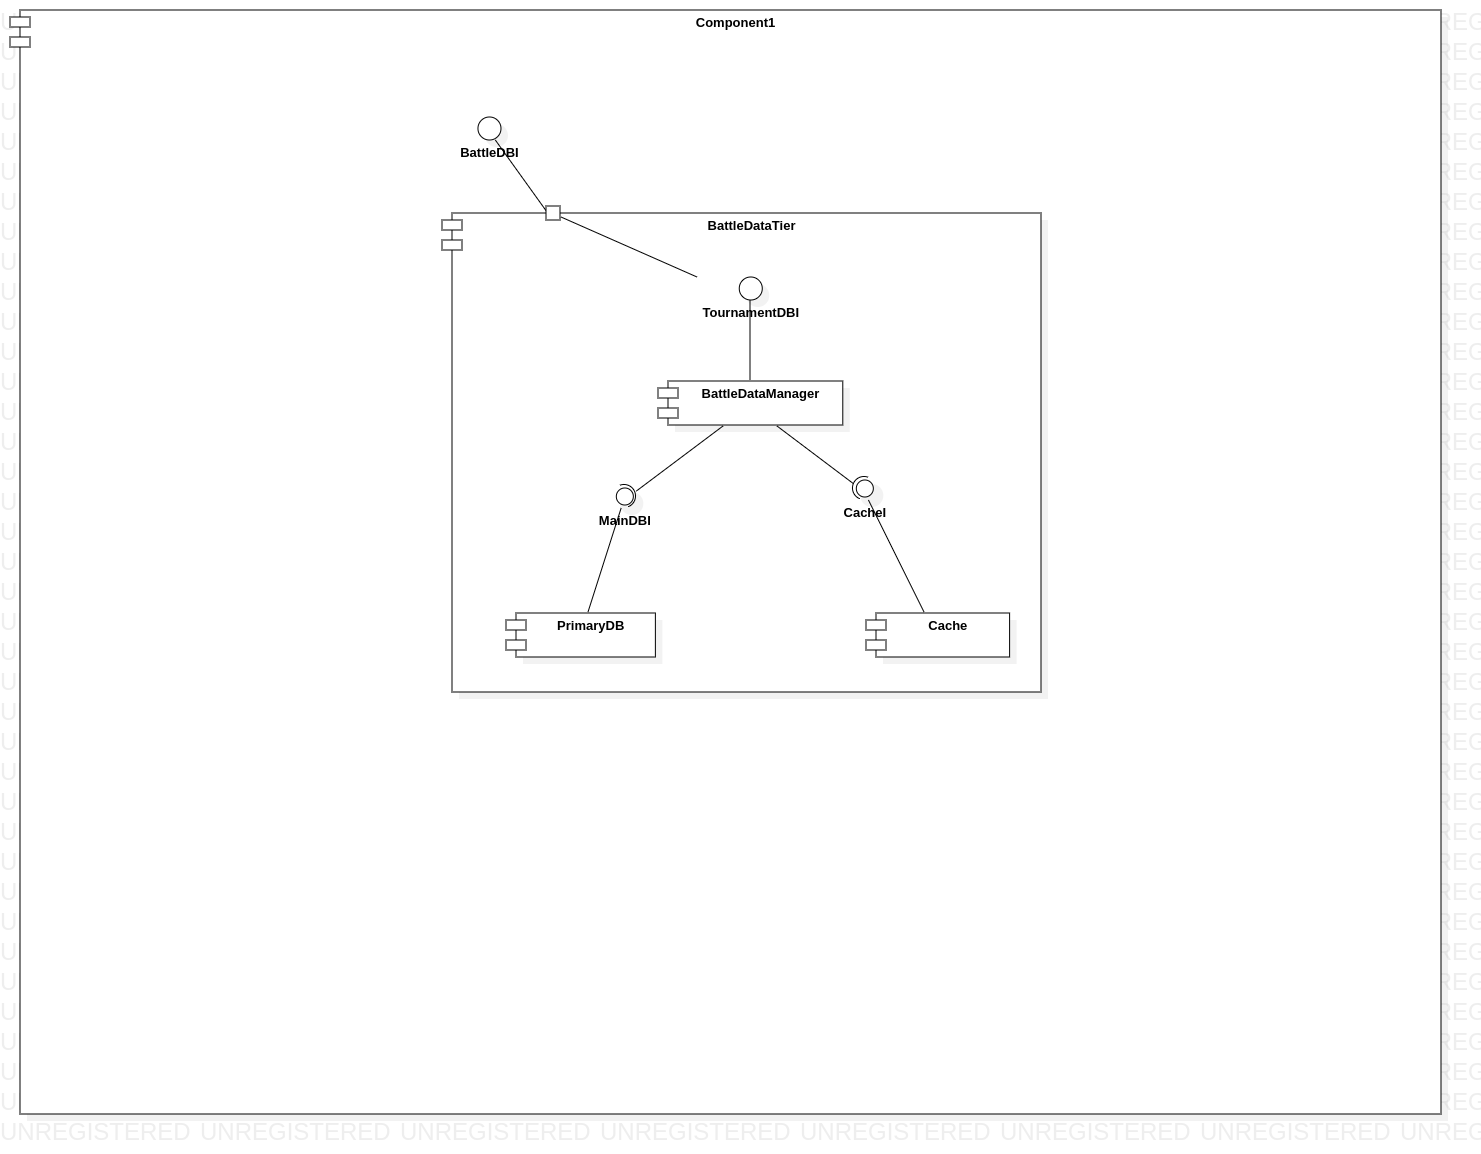 Component1
BattleDBI
BattleDataTier
TournamentDBI
BattleDataManager
MainDBI
CacheI
PrimaryDB
Cache
UNREGISTERED UNREGISTERED UNREGISTERED UNREGISTERED UNREGISTERED UNREGISTERED UNREGISTERED UNREG